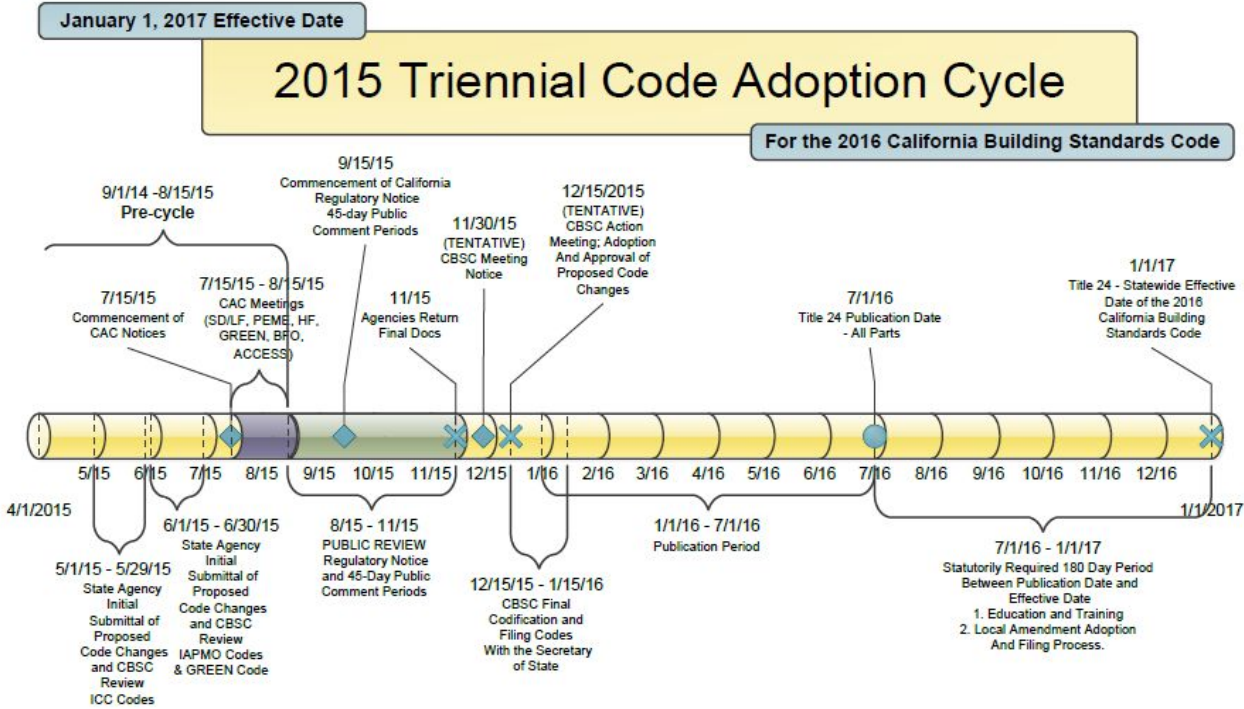 January 1, 2017 Effective Date
2015 Triennial Code Adoption Cycle
For the 2016 California Building Standards Code
9/1/14 -8/15/15
Pre-cycle
7/15/15
Commencement of
CAC Notices
7/15/15 - 8/15/15
CAC Meetings
(SD/LF, PEME, HF,
GREEN, BFO,
ACCESS)
9/15/15
Commencement of California
Regulatory Notice
45-day Public
Comment Periods
11/15
Agencies Return
Final Docs
11/30/15
(TENTATIVE)
CBSC Meeting
Notice
12/15/2015
(TENTATIVE)
CBSC Action
Meeting; Adoption
And Approval of
Proposed Code
Changes
7/1/16
Title 24 Publication Date
- All Parts
1/1/17
Title 24 - Statewide Effective
Date of the 2016
California Building
Standards Code
5/15 6/15 7/15 8/15 9/15 10/15 11/15 12/15 1/16 2/16 3/16 4/16 5/16 6/16 7/16 8/16 9/16 10/16 11/16 12/16
4/1/2015
1/1/2017
5/1/15 - 5/29/15
State Agency
Initial
Submittal of
Proposed
Code Changes
and CBSC
Review
ICC Codes
6/1/15 - 6/30/15
State Agency
Initial
Submittal of
Proposed
Code Changes
and CBSC
Review
IAPMO Codes
& GREEN Code
8/15 - 11/15
PUBLIC REVIEW
Regulatory Notice
and 45-Day Public
Comment Periods
12/15/15 - 1/15/16
CBSC Final
Codification and
Filing Codes
With the Secretary
of State
1/1/16 - 7/1/16
Publication Period
7/1/16 - 1/1/17
Statutorily Required 180 Day Period
Between Publication Date and
Effective Date
1. Education and Training
2. Local Amendment Adoption
And Filing Process.